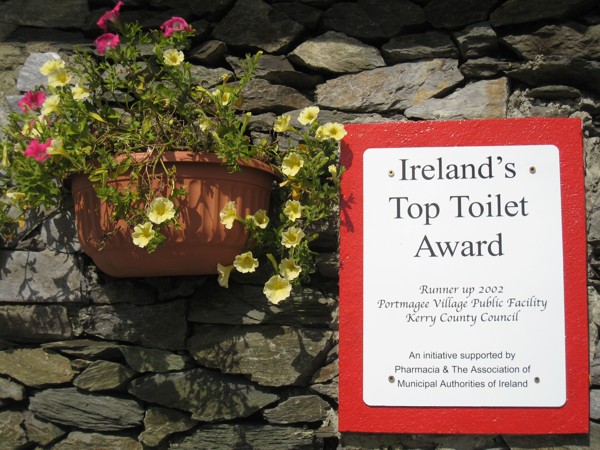 Ireland's
Top Toilet
Award
Runner up 2002
Portmagee Village Public Facility
Kerry County Council
An initiative supported by
Pharmacia & The Association of
Municipal Authorities of Ireland